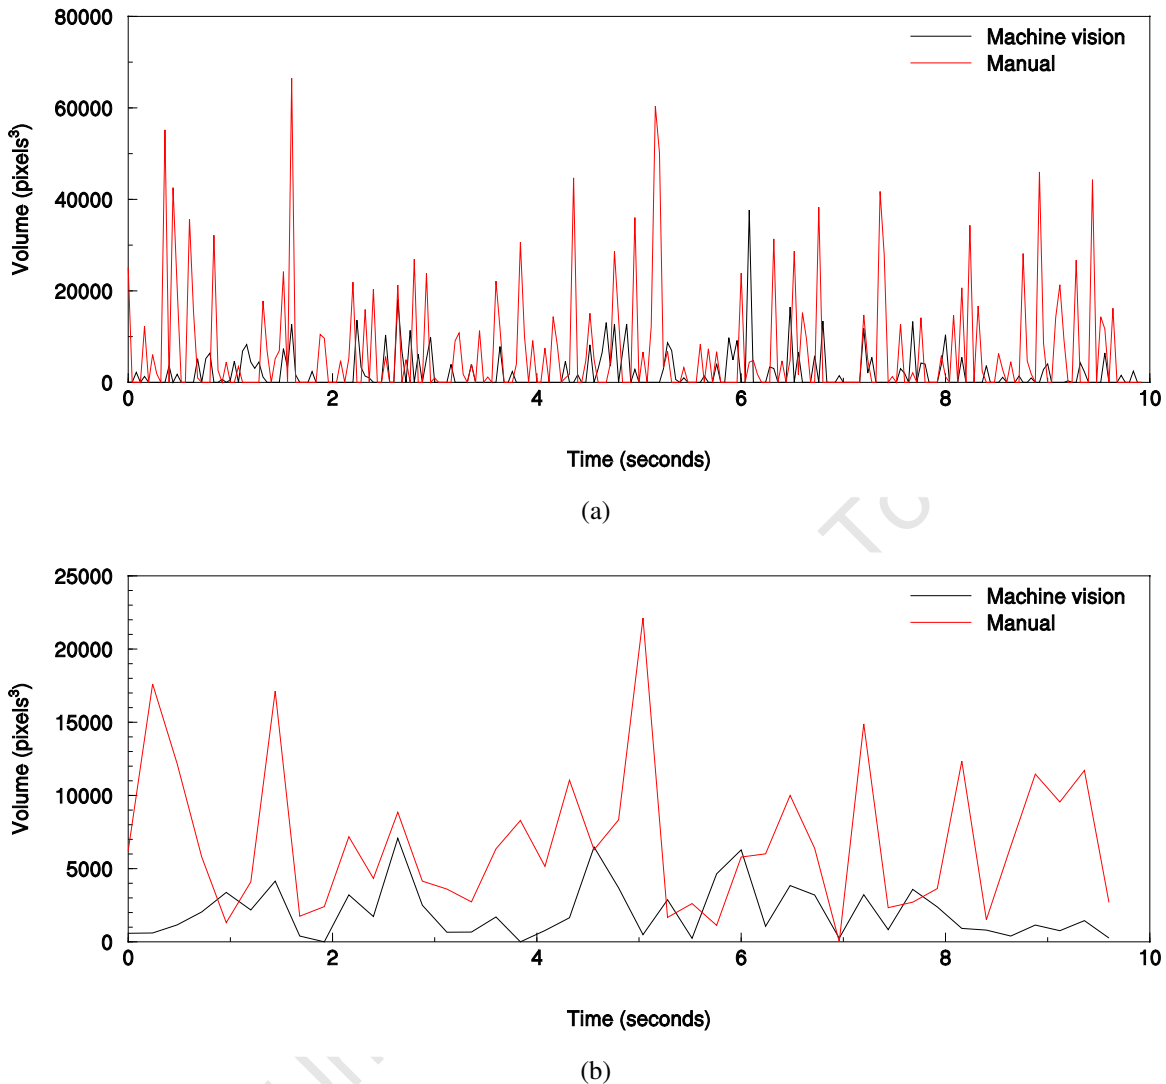 80000
60000
40000
20000
0
Volume (pixels³)
Machine vision
Manual
0 2 4 6 8 10
Time (seconds)
(a)
To
25000
20000
15000
10000
5000
0
Volume (pixels³)
Machine vision
Manual
0 2 4 6 8 10
Time (seconds)
(b)